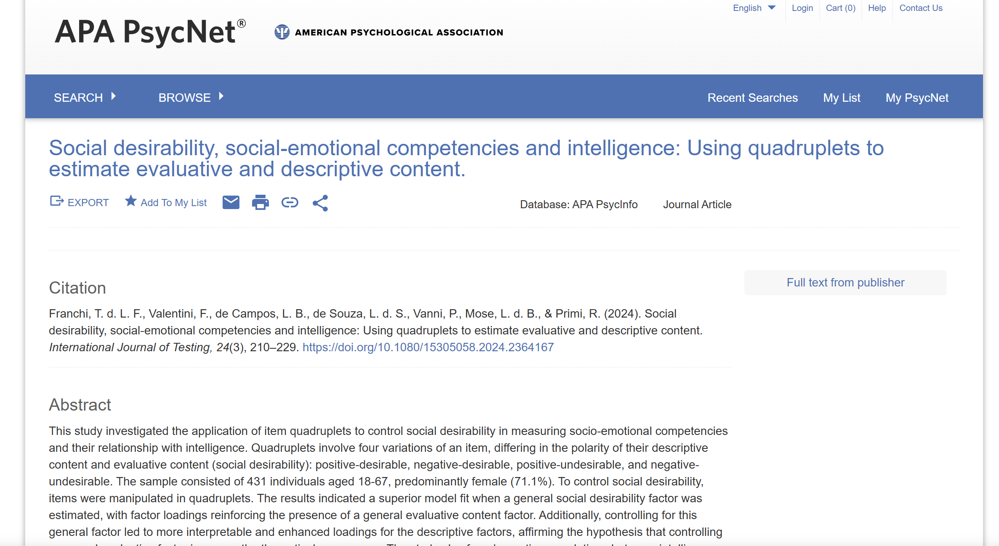 English
Login
Cart (0)
Help
Contact Us
APA PsycNet®
AMERICAN PSYCHOLOGICAL ASSOCIATION
SEARCH
BROWSE
Recent Searches
My List
My PsycNet
Social desirability, social-emotional competencies and intelligence: Using quadruplets to
estimate evaluative and descriptive content.
EXPORT
Add To My List
Database: APA PsycInfo
Journal Article
Citation
Full text from publisher
Franchi, T. d. L. F., Valentini, F., de Campos, L. B., de Souza, L. d. S., Vanni, P., Mose, L. d. B., & Primi, R. (2024). Social
desirability, social-emotional competencies and intelligence: Using quadruplets to estimate evaluative and descriptive content.
International Journal of Testing, 24(3), 210–229. https://doi.org/10.1080/15305058.2024.2364167
Abstract
This study investigated the application of item quadruplets to control social desirability in measuring socio-emotional competencies
and their relationship with intelligence. Quadruplets involve four variations of an item, differing in the polarity of their descriptive
content and evaluative content (social desirability): positive-desirable, negative-desirable, positive-undesirable, and negative-
undesirable. The sample consisted of 431 individuals aged 18-67, predominantly female (71.1%). To control social desirability,
items were manipulated in quadruplets. The results indicated a superior model fit when a general social desirability factor was
estimated, with factor loadings reinforcing the presence of a general evaluative content factor. Additionally, controlling for this
general factor led to more interpretable and enhanced loadings for the descriptive factors, affirming the hypothesis that controlling